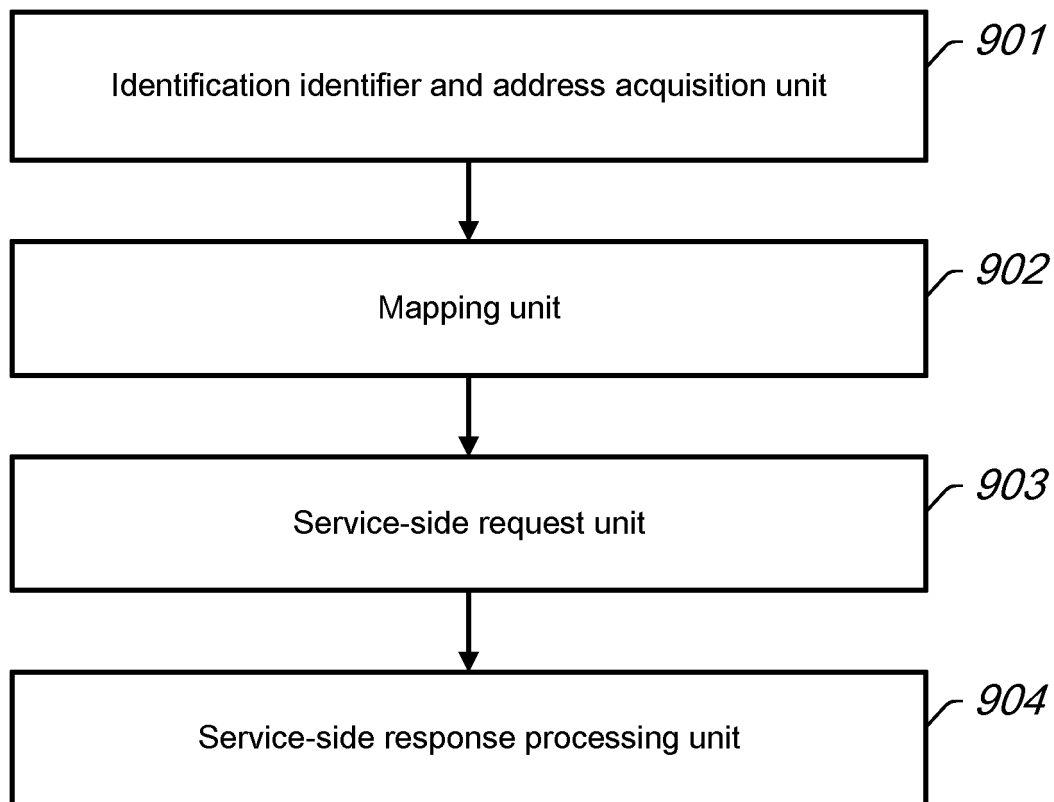 Identification identifier and address acquisition unit
901
Mapping unit
902
Service-side request unit
903
Service-side response processing unit
904